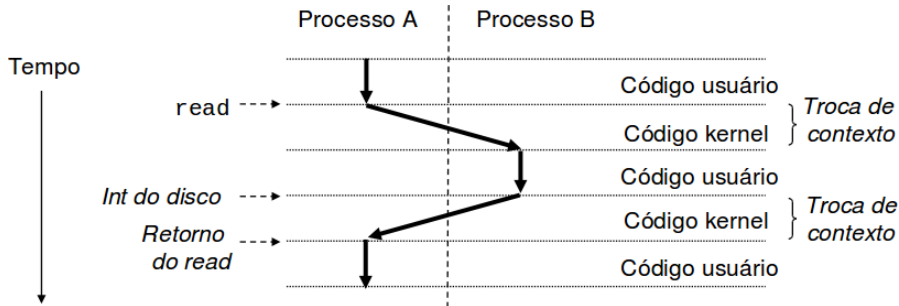 Processo A Processo B
Tempo
Código usuário
read
Troca de
contexto
Código kernel
Código usuário
Int do disco
Troca de
contexto
Código kernel
Retorno
do read
Código usuário